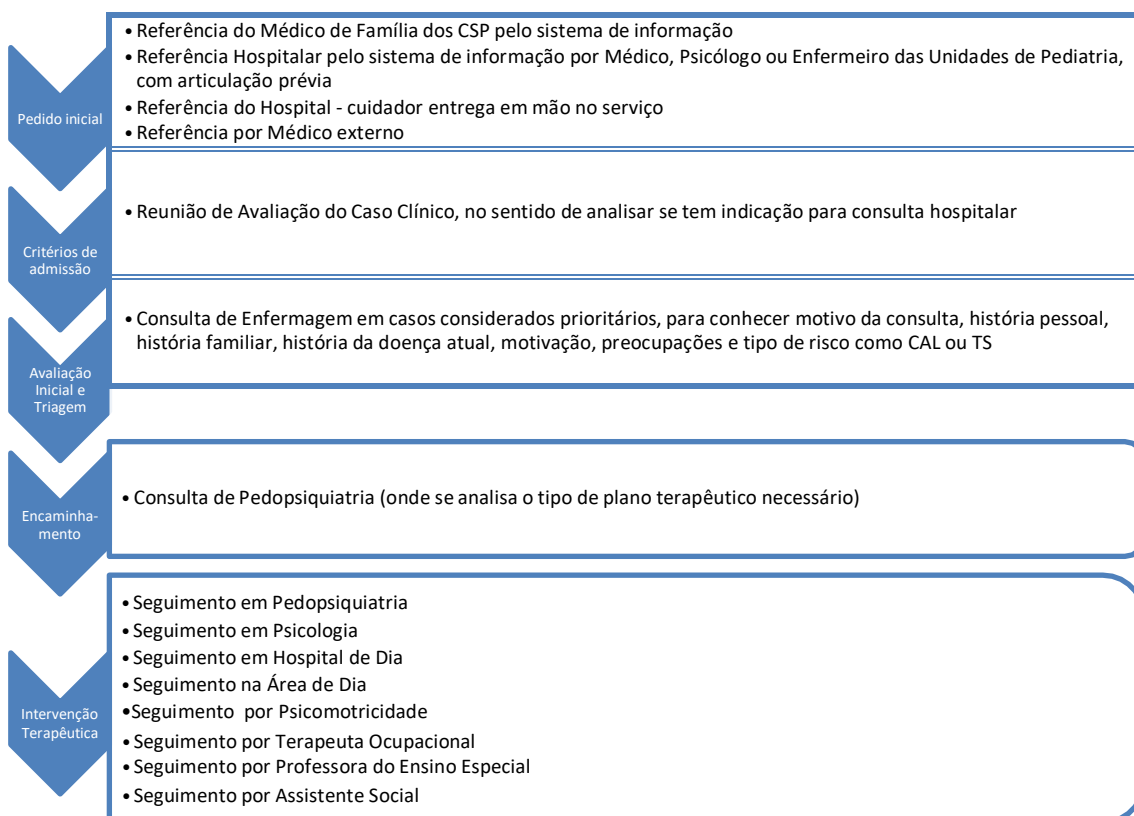 Pedido inicial
• Referência do Médico de Família dos CSP pelo sistema de informação
• Referência Hospitalar pelo sistema de informação por Médico, Psicólogo ou Enfermeiro das Unidades de Pediatria,
com articulação prévia
• Referência do Hospital - cuidador entrega em mão no serviço
• Referência por Médico externo
Critérios de
admissão
• Reunião de Avaliação do Caso Clínico, no sentido de analisar se tem indicação para consulta hospitalar
Avaliação
Inicial e
Triagem
• Consulta de Enfermagem em casos considerados prioritários, para conhecer motivo da consulta, história pessoal,
história familiar, história da doença atual, motivação, preocupações e tipo de risco como CAL ou TS
Encaminha-
mento
• Consulta de Pedopsiquiatria (onde se analisa o tipo de plano terapêutico necessário)
Intervenção
Terapêutica
• Seguimento em Pedopsiquiatria
• Seguimento em Psicologia
• Seguimento em Hospital de Dia
• Seguimento na Área de Dia
•Seguimento  por Psicomotricidade
• Seguimento por Terapeuta Ocupacional
• Seguimento por Professora do Ensino Especial
• Seguimento por Assistente Social